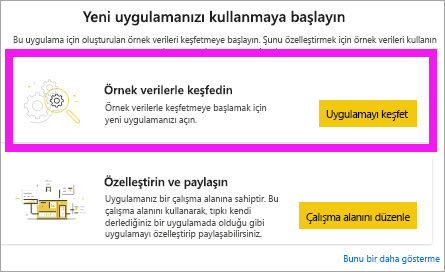 Yeni uygulamanızı kullanmaya başlayın
Bu uygulama için oluşturulan örnek verileri keşfetmeye başlayın. Şunu özelleştirmek için örnek verileri kullanın
Örnek verilerle keşfedin
Örnek verilerle keşfetmeye başlamak için
yeni uygulamanızı açın.
Uygulamayı keşfet
Özelleştirin ve paylaşın
Uygulamanız bir çalışma alanına sahiptir. Bu
çalışma alanını kullanarak, tıpkı kendi
derlediğiniz bir uygulamada olduğu gibi
uygulamayı özelleştirip paylaşabilirsiniz.
Çalışma alanını düzenle
Bunu bir daha gösterme